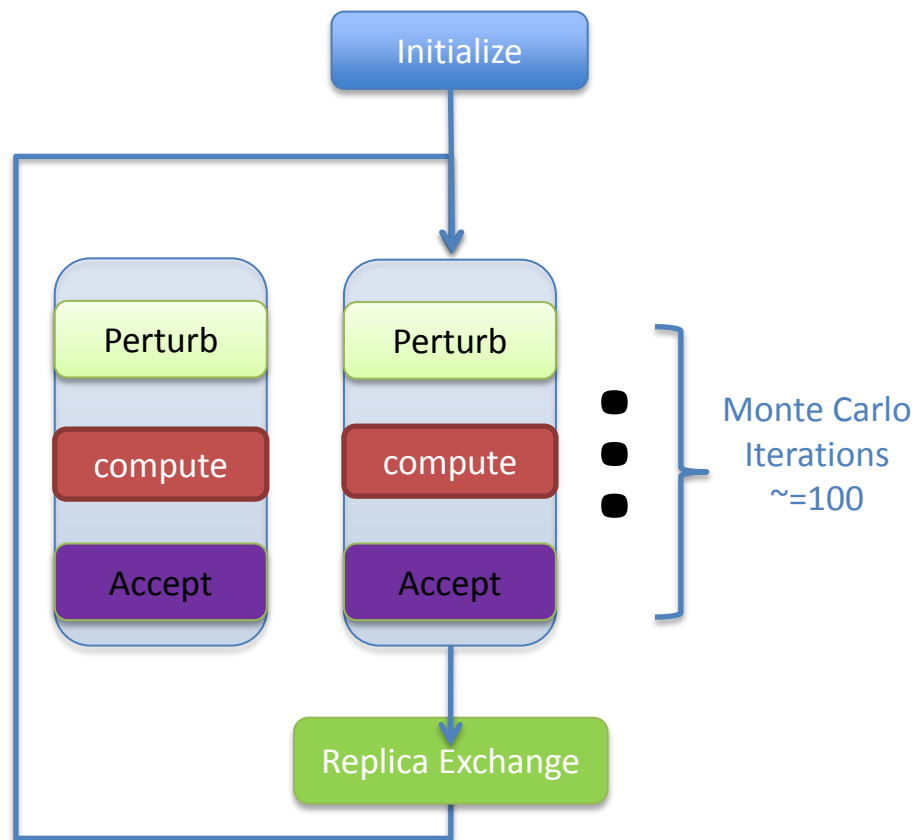 Initialize
Perturb
Perturb
compute
compute
Accept
Accept
Monte Carlo
Iterations
~=100
Replica Exchange